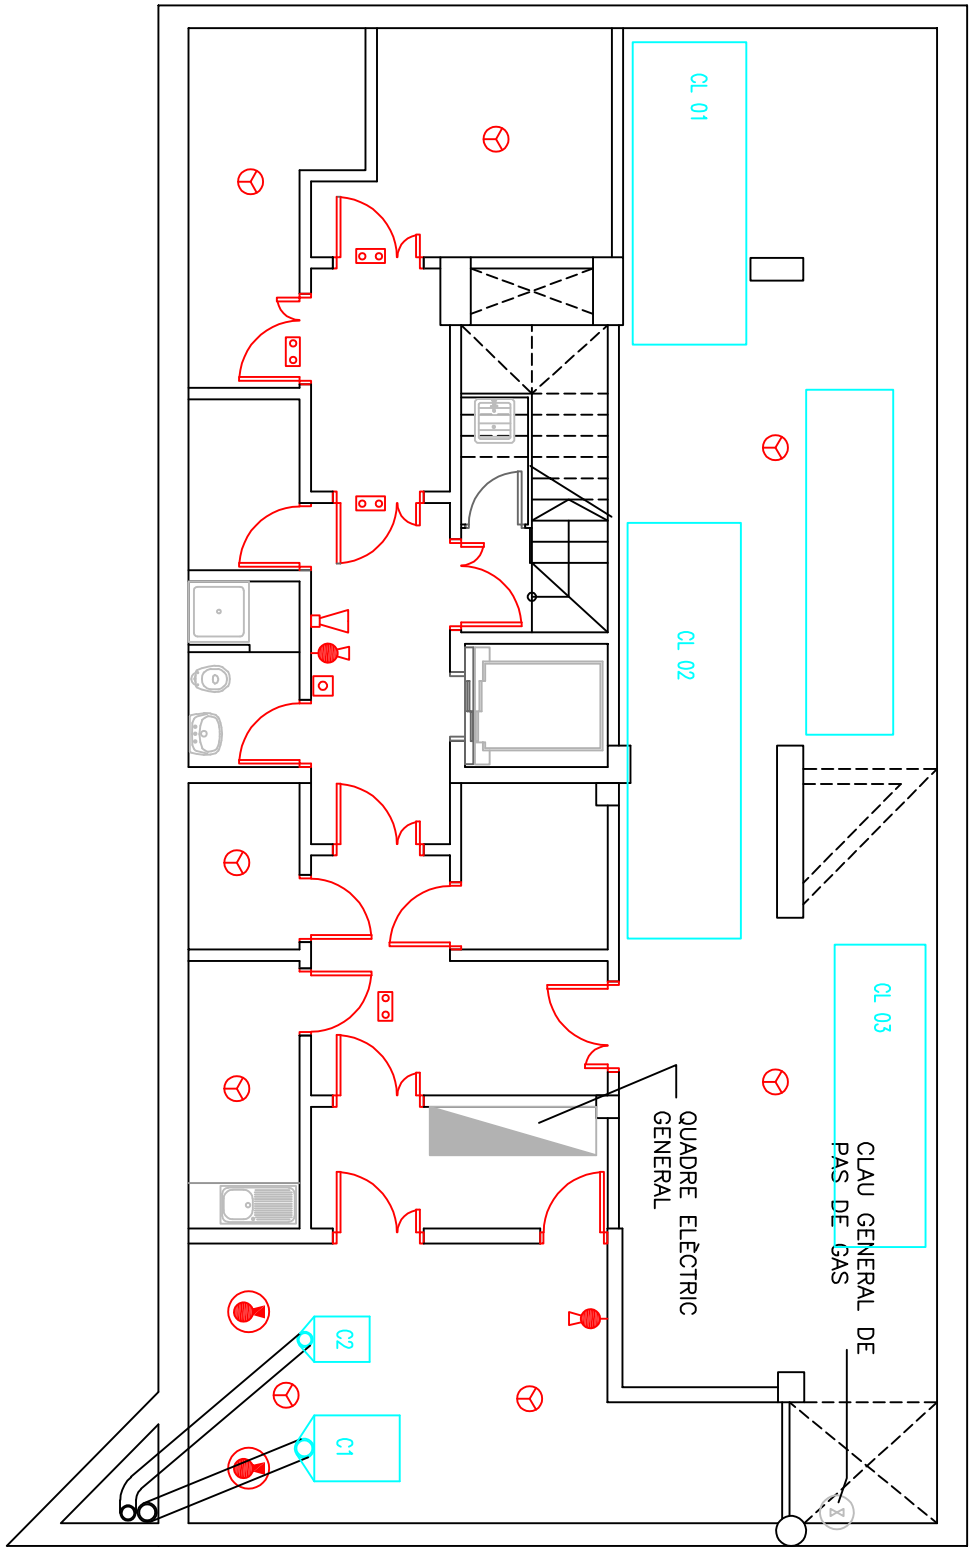 CL 01
CL 02
CL 03
QUADRE ELÈCTRIC
GENERAL
CLAU GENERAL DE
PAS DE GAS
C2
C1